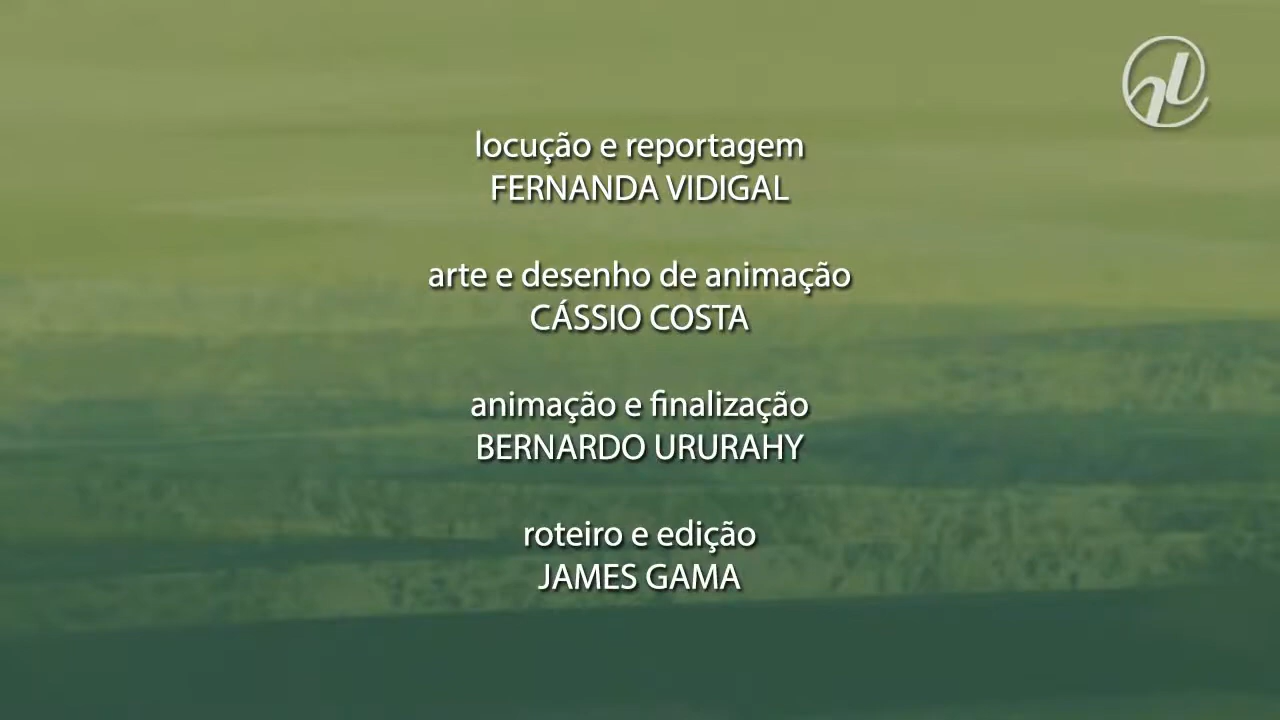 locução e reportagem
FERNANDA VIDIGAL
arte e desenho de animação
CÁSSIO COSTA
animação e finalização
BERNARDO URURAHY
roteiro e edição
JAMES GAMA